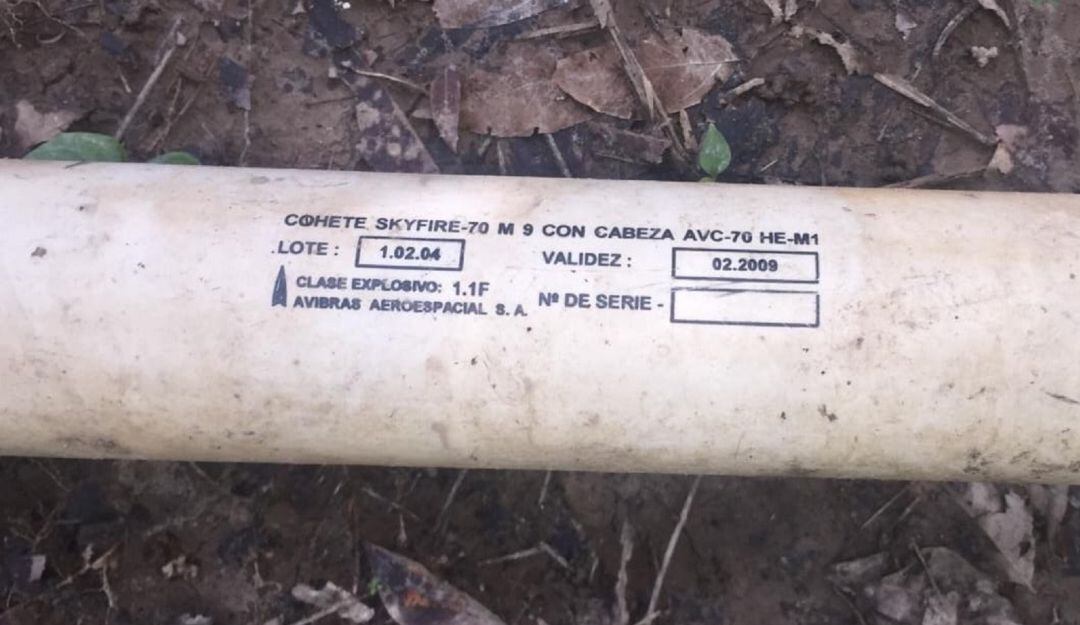 COHETE SKYFIRE-70 M 9 CON CABEZA AVC-70 HE-M1
LOTE : 1.02.04 VALIDEZ : 02.2009
CLASE EXPLOSIVO: 1.1F
AVIBRAS AEROESPACIAL S. A. Nº DE SERIE -